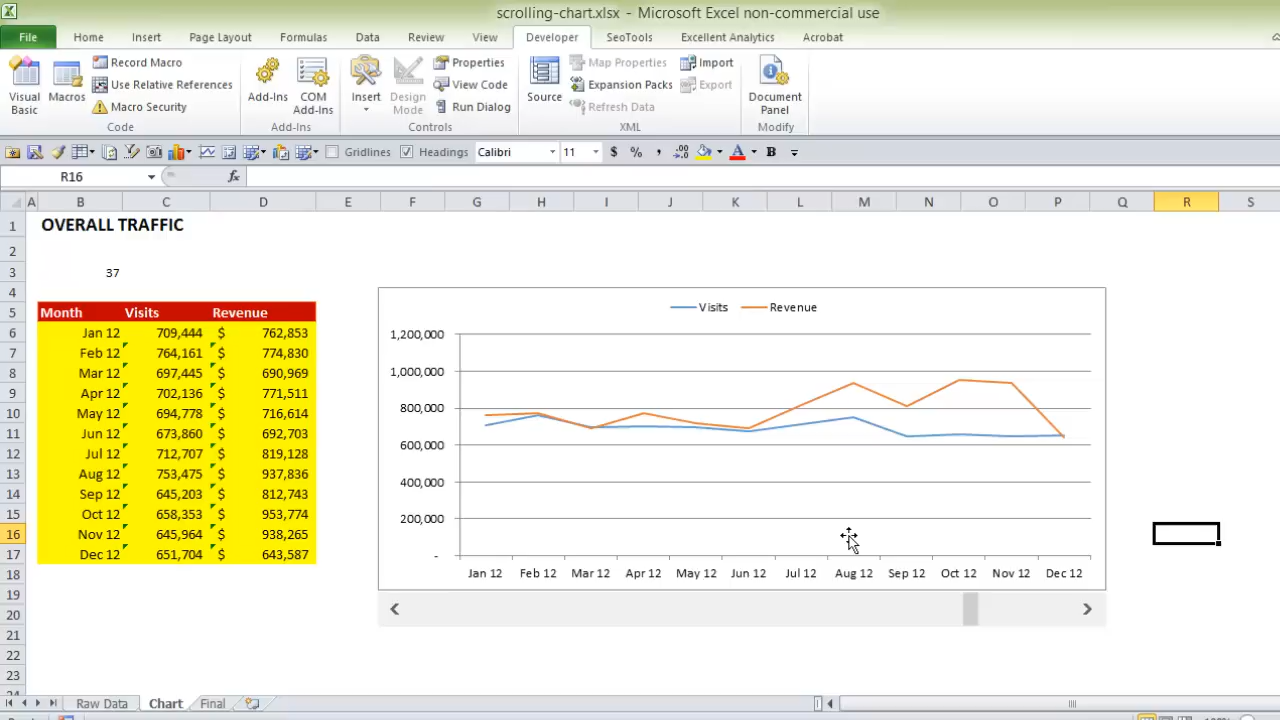 scrolling-chart.xlsx - Microsoft Excel non-commercial use
File Home Insert Page Layout Formulas Data Review View Developer SeoTools Excellent Analytics Acrobat
Visual Basic
Macros
Record Macro
Use Relative References
Macro Security
Code
Add-Ins
COM Add-Ins
Add-Ins
Insert
Design Mode
Properties
View Code
Run Dialog
Controls
Source
Map Properties
Expansion Packs
Refresh Data
Import
Export
XML
Document Panel
Modify
Gridlines Headings Calibri 11 $ % , .00 A B
R16 fx
A B C D E F G H I J K L M N O P Q R S
1 OVERALL TRAFFIC
2
3 37
4
5 Month Visits Revenue
6 Jan 12 709,444 $ 762,853
7 Feb 12 764,161 $ 774,830
8 Mar 12 697,445 $ 690,969
9 Apr 12 702,136 $ 771,511
10 May 12 694,778 $ 716,614
11 Jun 12 673,860 $ 692,703
12 Jul 12 712,707 $ 819,128
13 Aug 12 753,475 $ 937,836
14 Sep 12 645,203 $ 812,743
15 Oct 12 658,353 $ 953,774
16 Nov 12 645,964 $ 938,265
17 Dec 12 651,704 $ 643,587
18
19
20
21
22
23
Visits Revenue
1,200,000
1,000,000
800,000
600,000
400,000
200,000
-
Jan 12 Feb 12 Mar 12 Apr 12 May 12 Jun 12 Jul 12 Aug 12 Sep 12 Oct 12 Nov 12 Dec 12
Raw Data Chart Final